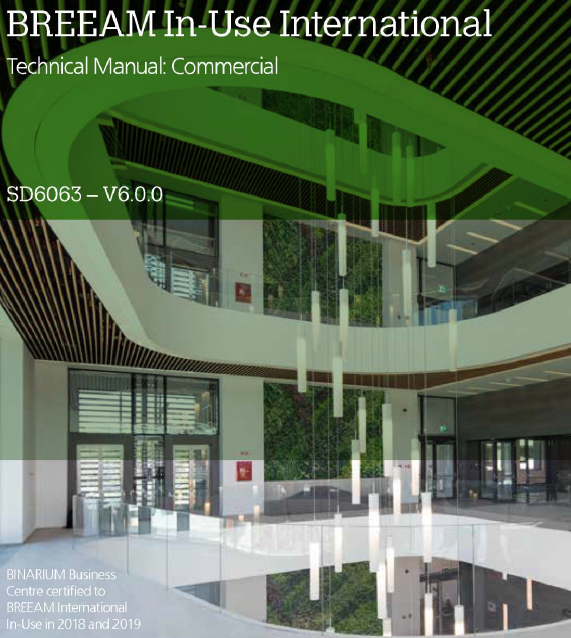 BREEAM In-Use International
Technical Manual: Commercial
SD6063 – V6.0.0
BINARIUM Business
Centre certified to
BREEAM International
In-Use in 2018 and 2019